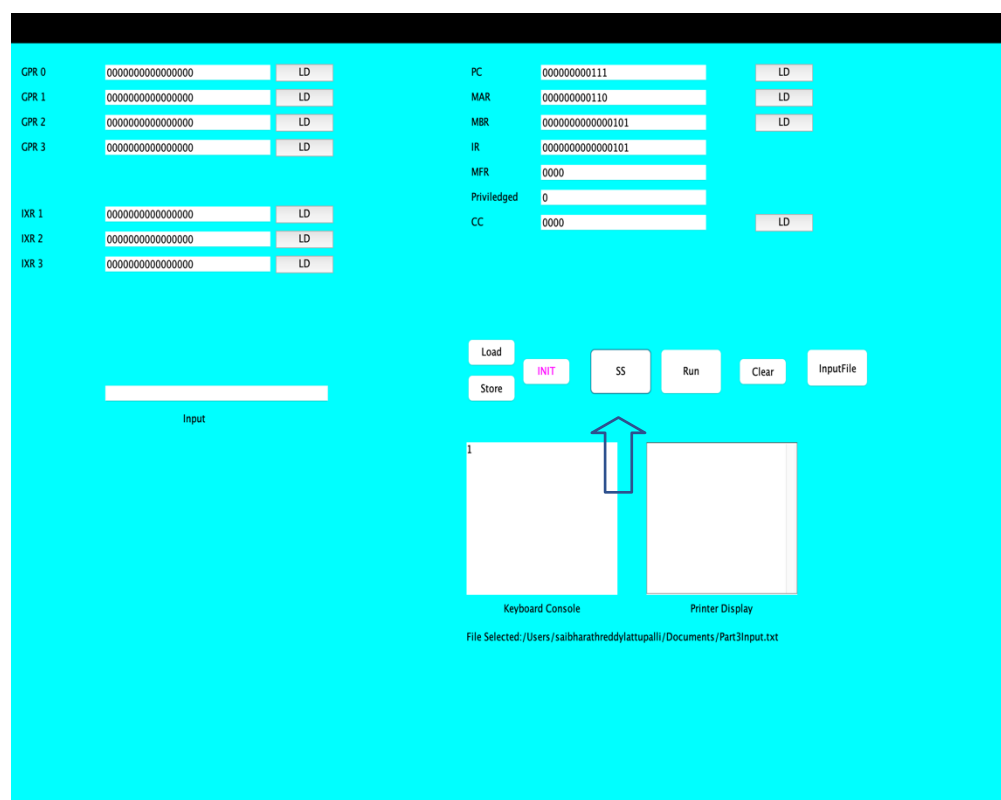 GPR 0 0000000000000000 LD
GPR 1 0000000000000000 LD
GPR 2 0000000000000000 LD
GPR 3 0000000000000000 LD
IXR 1 0000000000000000 LD
IXR 2 0000000000000000 LD
IXR 3 0000000000000000 LD
Input
PC 000000000111 LD
MAR 000000000110 LD
MBR 0000000000000101 LD
IR 0000000000000101
MFR 0000
Priviledged 0
CC 0000 LD
Load
Store
INIT SS Run Clear InputFile
1
Keyboard Console Printer Display
File Selected:/Users/saibharathreddylattupalli/Documents/Part3Input.txt